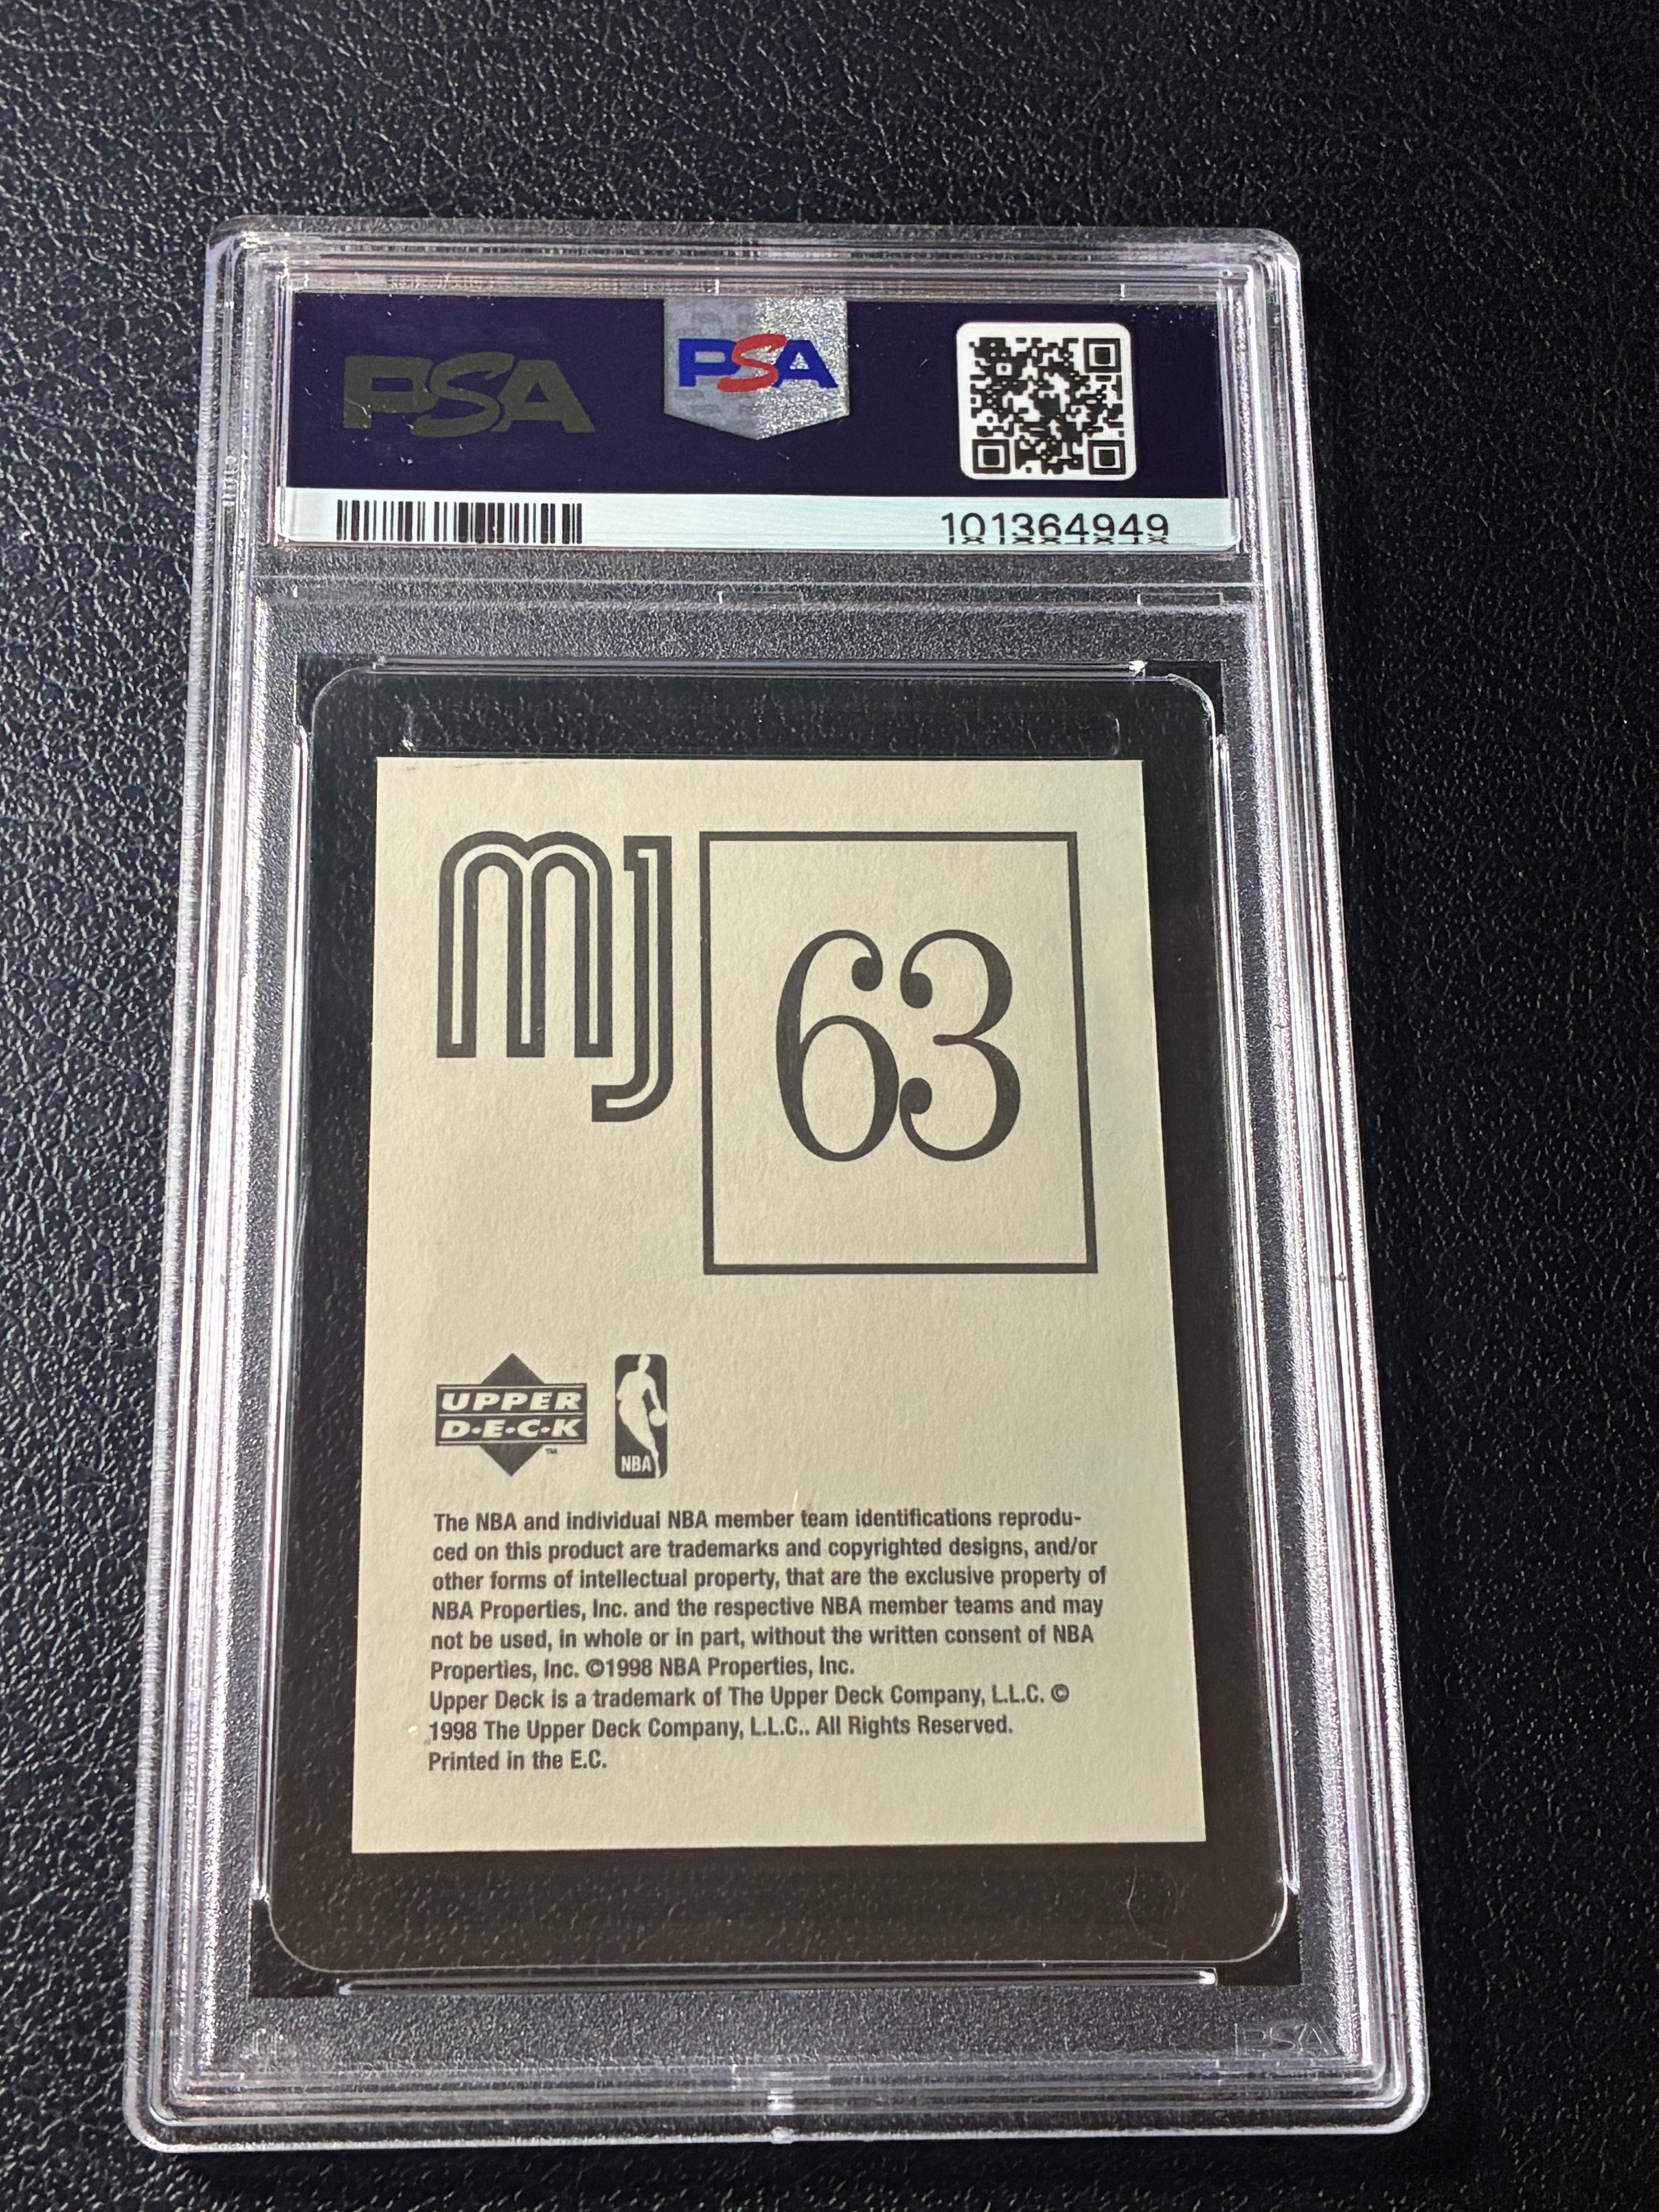 PSA
PSA
101364949
MJ
63
UPPER
D·E·C·K
TM
NBA
The NBA and individual NBA member team identifications reprodu-
ced on this product are trademarks and copyrighted designs, and/or
other forms of intellectual property, that are the exclusive property of
NBA Properties, Inc. and the respective NBA member teams and may
not be used, in whole or in part, without the written consent of NBA
Properties, Inc. ©1998 NBA Properties, Inc.
Upper Deck is a trademark of The Upper Deck Company, L.L.C. ©
1998 The Upper Deck Company, L.L.C.. All Rights Reserved.
Printed in the E.C.
PSA